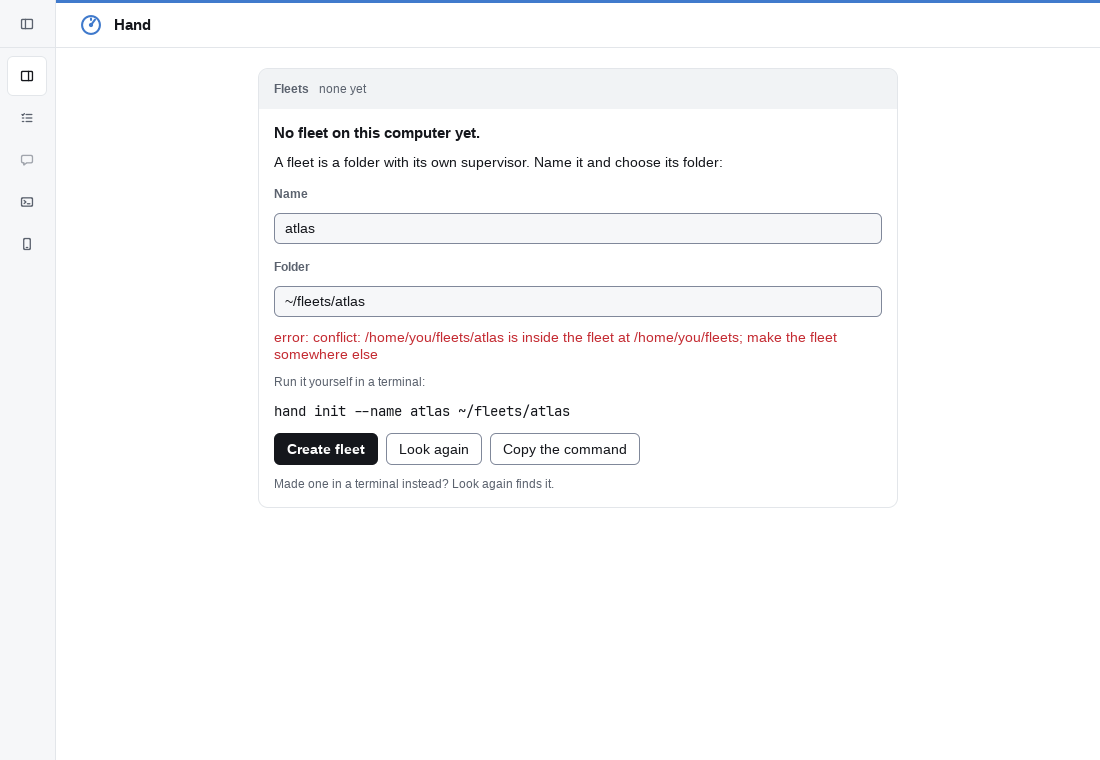 Hand
Fleets none yet
No fleet on this computer yet.
A fleet is a folder with its own supervisor. Name it and choose its folder:
Name
atlas
Folder
~/fleets/atlas
error: conflict: /home/you/fleets/atlas is inside the fleet at /home/you/fleets; make the fleet
somewhere else
Run it yourself in a terminal:
hand init --name atlas ~/fleets/atlas
Create fleet Look again Copy the command
Made one in a terminal instead? Look again finds it.